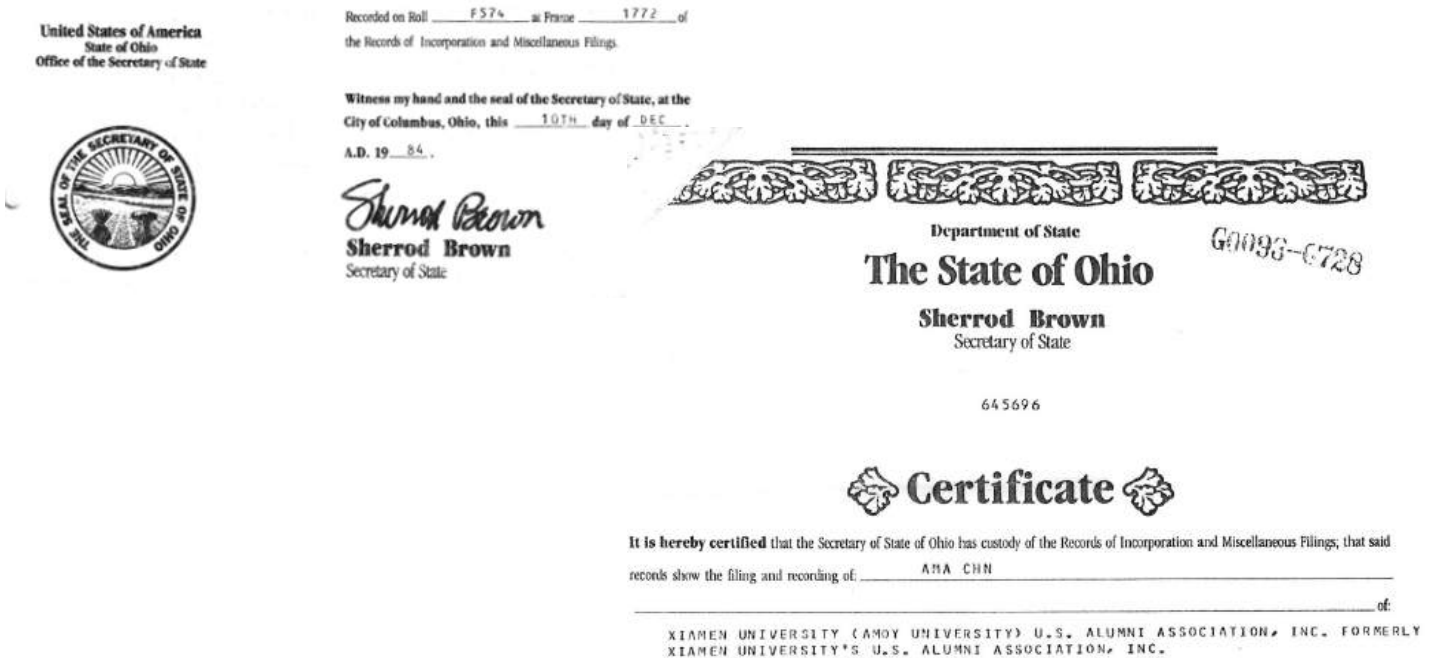 United States of America
State of Ohio
Office of the Secretary of State
THE SEAL OF THE SECRETARY OF STATE OF OHIO
Recorded on Roll F574 at Frame 1772 of
the Records of Incorporation and Miscellaneous Filings.
Witness my hand and the seal of the Secretary of State, at the
City of Columbus, Ohio, this 10TH day of DEC.
A.D. 19 84.
Sherrod Brown
Sherrod Brown
Secretary of State
Department of State
The State of Ohio
G0093-0728
Sherrod Brown
Secretary of State
645696
Certificate
It is hereby certified that the Secretary of State of Ohio has custody of the Records of Incorporation and Miscellaneous Filings; that said
records show the filing and recording of: AMA CHN
of:
XIAMEN UNIVERSITY (AMOY UNIVERSITY) U.S. ALUMNI ASSOCIATION, INC. FORMERLY
XIAMEN UNIVERSITY'S U.S. ALUMNI ASSOCIATION, INC.